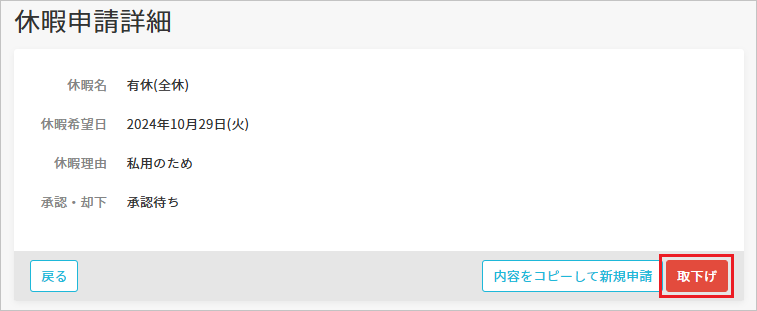 休暇申請詳細
休暇名 有休(全休)
休暇希望日 2024年10月29日(火)
休暇理由 私用のため
承認・却下 承認待ち
戻る 内容をコピーして新規申請 取下げ